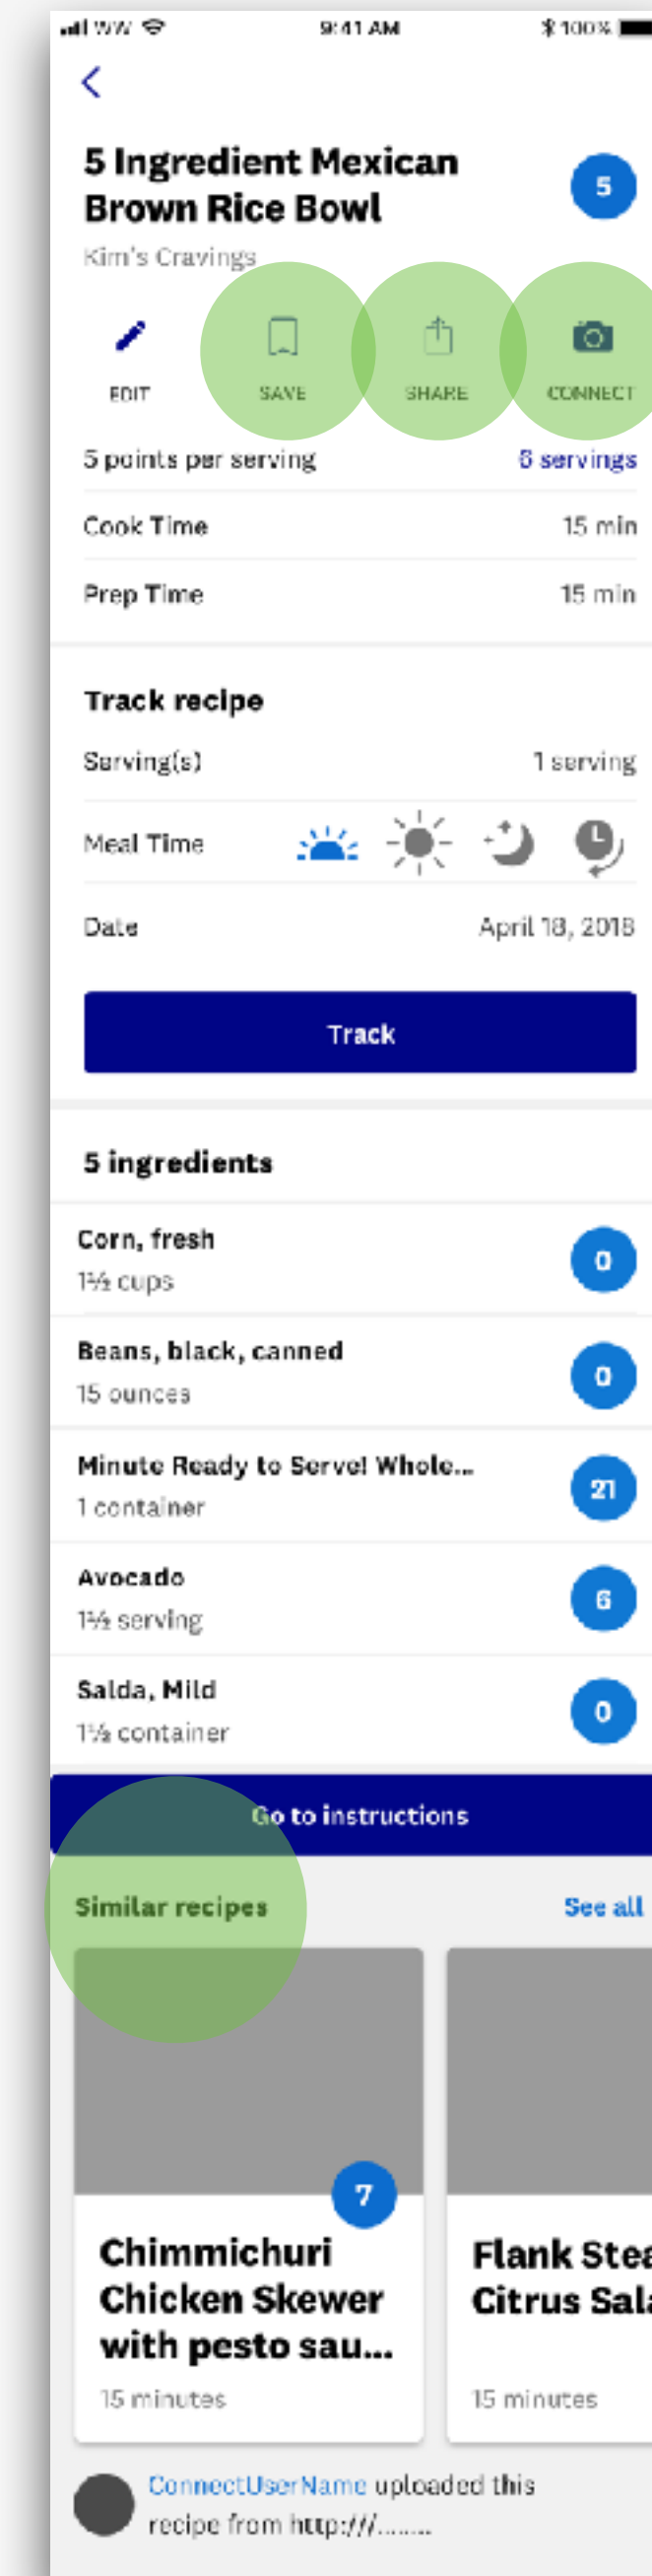 WW 9:41 AM 100%
5 Ingredient Mexican
Brown Rice Bowl
5
Kim's Cravings
EDIT SAVE SHARE CONNECT
5 points per serving 6 servings
Cook Time 15 min
Prep Time 15 min
Track recipe
Serving(s) 1 serving
Meal Time
Date April 18, 2018
Track
5 ingredients
Corn, fresh
0
1½ cups
Beans, black, canned
0
15 ounces
Minute Ready to Serve! Whole...
21
1 container
Avocado
6
1½ serving
Salda, Mild
0
1½ container
Go to instructions
Similar recipes See all
7
Chimmichuri
Chicken Skewer
with pesto sau...
15 minutes
Flank Stea
Citrus Sala
15 minutes
ConnectUserName uploaded this
recipe from http:///........